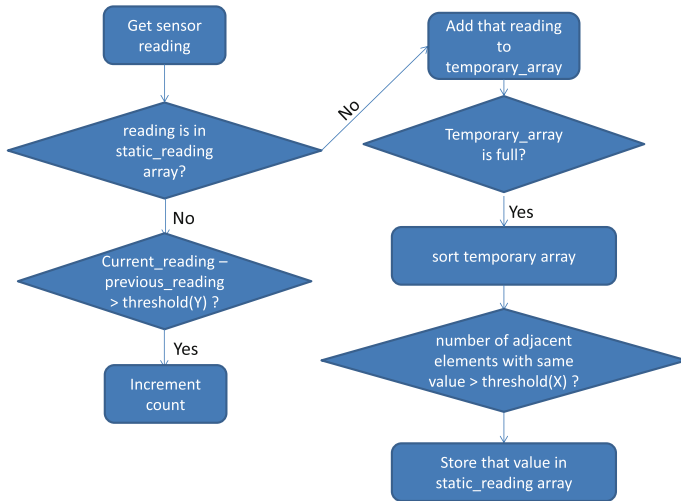 Get sensor
reading
reading is in
static_reading
array?
No
Current_reading –
previous_reading
> threshold(Y) ?
Yes
Increment
count
No
Add that reading
to
temporary_array
Temporary_array
is full?
Yes
sort temporary array
number of adjacent
elements with same
value > threshold(X) ?
Store that value in
static_reading array